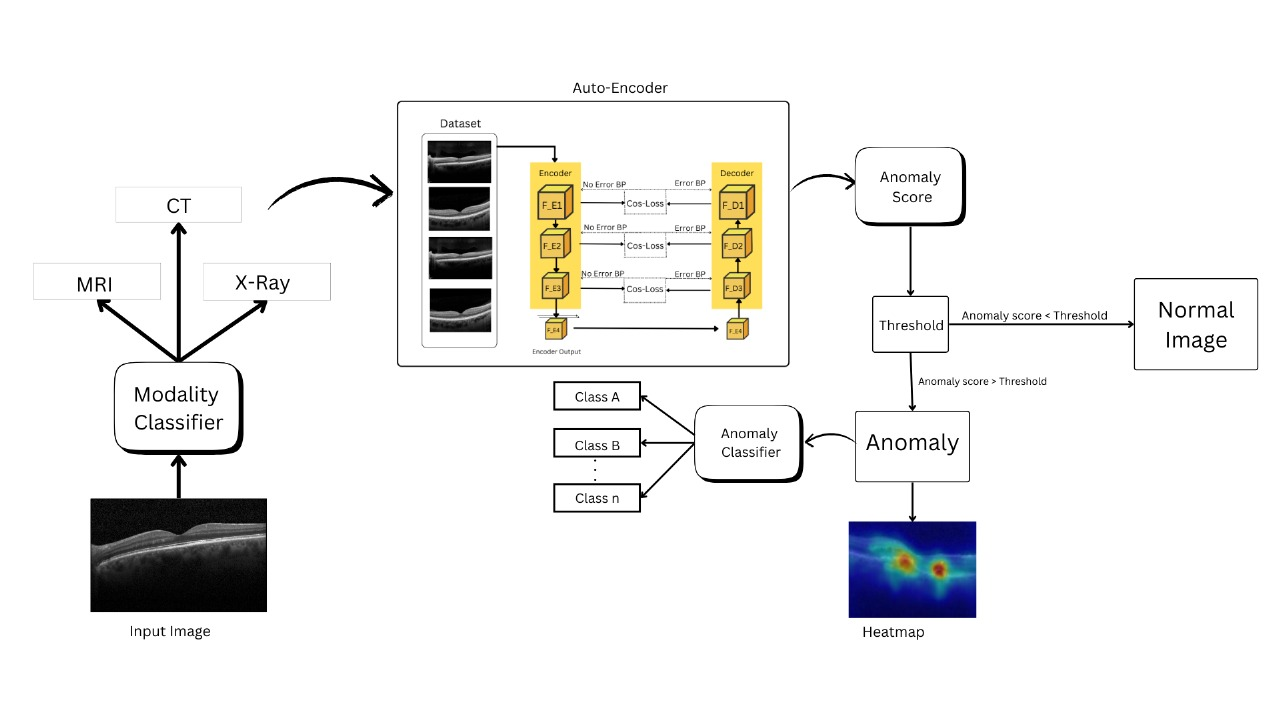 Auto-Encoder
Dataset
Encoder
Decoder
No Error BP
Error BP
F_E1
Cos-Loss
F_D1
No Error BP
Error BP
F_E2
Cos-Loss
F_D2
No Error BP
Error BP
F_E3
Cos-Loss
F_D3
F_E4
F_E4
Encoder Output
CT
MRI
X-Ray
Modality
Classifier
Input Image
Anomaly
Score
Threshold
Anomaly score < Threshold
Normal
Image
Anomaly score > Threshold
Anomaly
Anomaly
Classifier
Class A
Class B
Class n
Heatmap